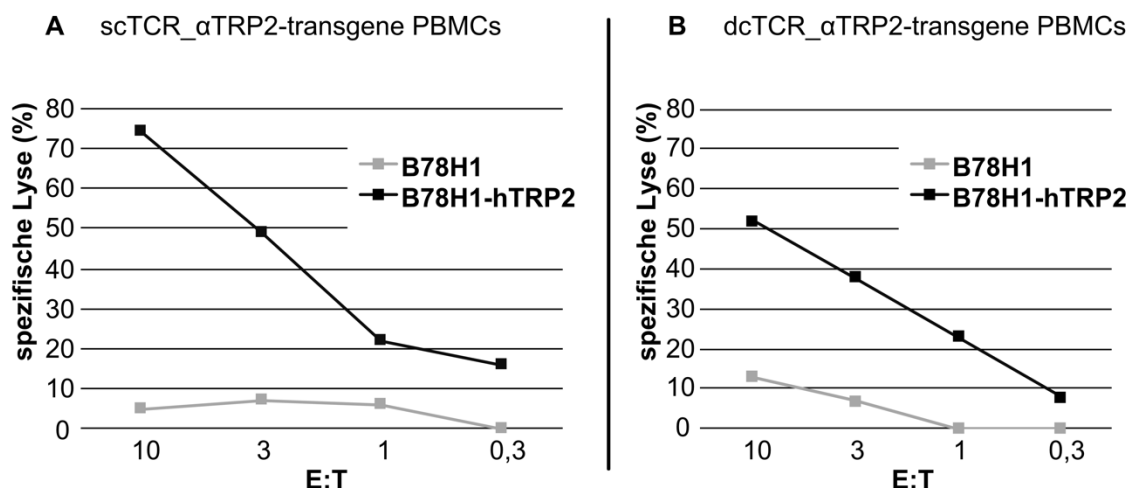 A scTCR_αTRP2-transgene PBMCs
spezifische Lyse (%)
80
70
60
50
40
30
20
10
0
B78H1
B78H1-hTRP2
10 3 1 0,3
E:T
B dcTCR_αTRP2-transgene PBMCs
spezifische Lyse (%)
80
70
60
50
40
30
20
10
0
B78H1
B78H1-hTRP2
10 3 1 0,3
E:T